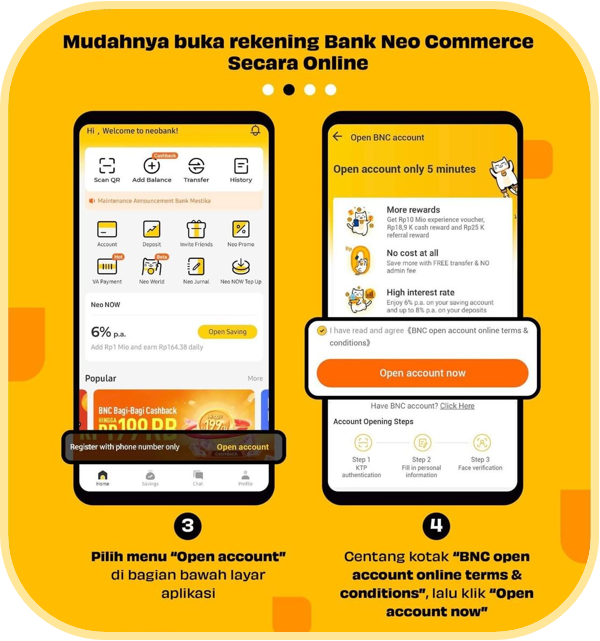 Mudahnya buka rekening Bank Neo Commerce
Secara Online
Hi , Welcome to neobank!
Cashback
Scan QR
Add Balance
Transfer
History
Maintenance Announcement Bank Mestika
Account
Deposit
Invite Friends
Neo Promo
Hot
Beta
VA Payment
Neo World
Neo Jurnal
Neo NOW Top Up
Neo NOW
6% p.a.
Open Saving
Add Rp1 Mio and earn Rp164,38 daily
Popular
More
BNC Bagi-Bagi Cashback
HINGGA
RP199 RB
Register with phone number only
Open account
Home
Savings
Chat
Profile
3
Pilih menu “Open account”
di bagian bawah layar
aplikasi
Open BNC account
Open account only 5 minutes
More rewards
Get Rp10 Mio experience voucher,
Rp18,9 K cash reward and Rp25 K
referral reward
No cost at all
Save more with FREE transfer & NO
admin fee
High interest rate
Enjoy 6% p.a. on your saving account
and up to 8% p.a. on your deposits
I have read and agree《BNC open account online terms &
conditions》
Open account now
Have BNC account? Click Here
Account Opening Steps
Step 1
KTP
authentication
Step 2
Fill in personal
information
Step 3
Face verification
4
Centang kotak “BNC open
account online terms &
conditions”, lalu klik “Open
account now”